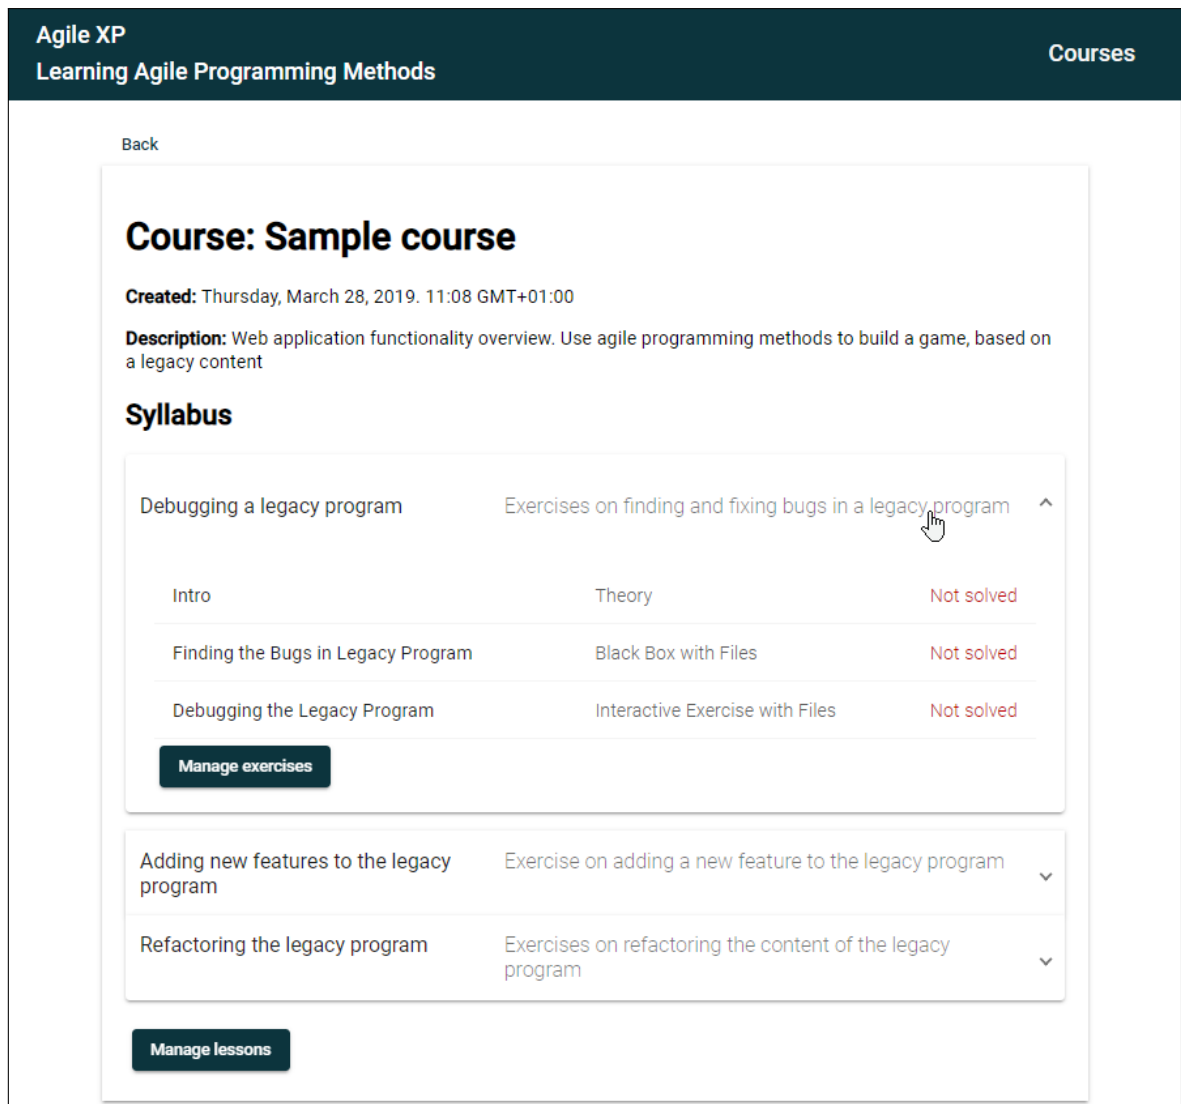 Agile XP
Learning Agile Programming Methods
Courses
Back
Course: Sample course
Created: Thursday, March 28, 2019. 11:08 GMT+01:00
Description: Web application functionality overview. Use agile programming methods to build a game, based on
a legacy content
Syllabus
Debugging a legacy program
Exercises on finding and fixing bugs in a legacy program
Intro
Theory
Not solved
Finding the Bugs in Legacy Program
Black Box with Files
Not solved
Debugging the Legacy Program
Interactive Exercise with Files
Not solved
Manage exercises
Adding new features to the legacy
program
Exercise on adding a new feature to the legacy program
Refactoring the legacy program
Exercises on refactoring the content of the legacy
program
Manage lessons